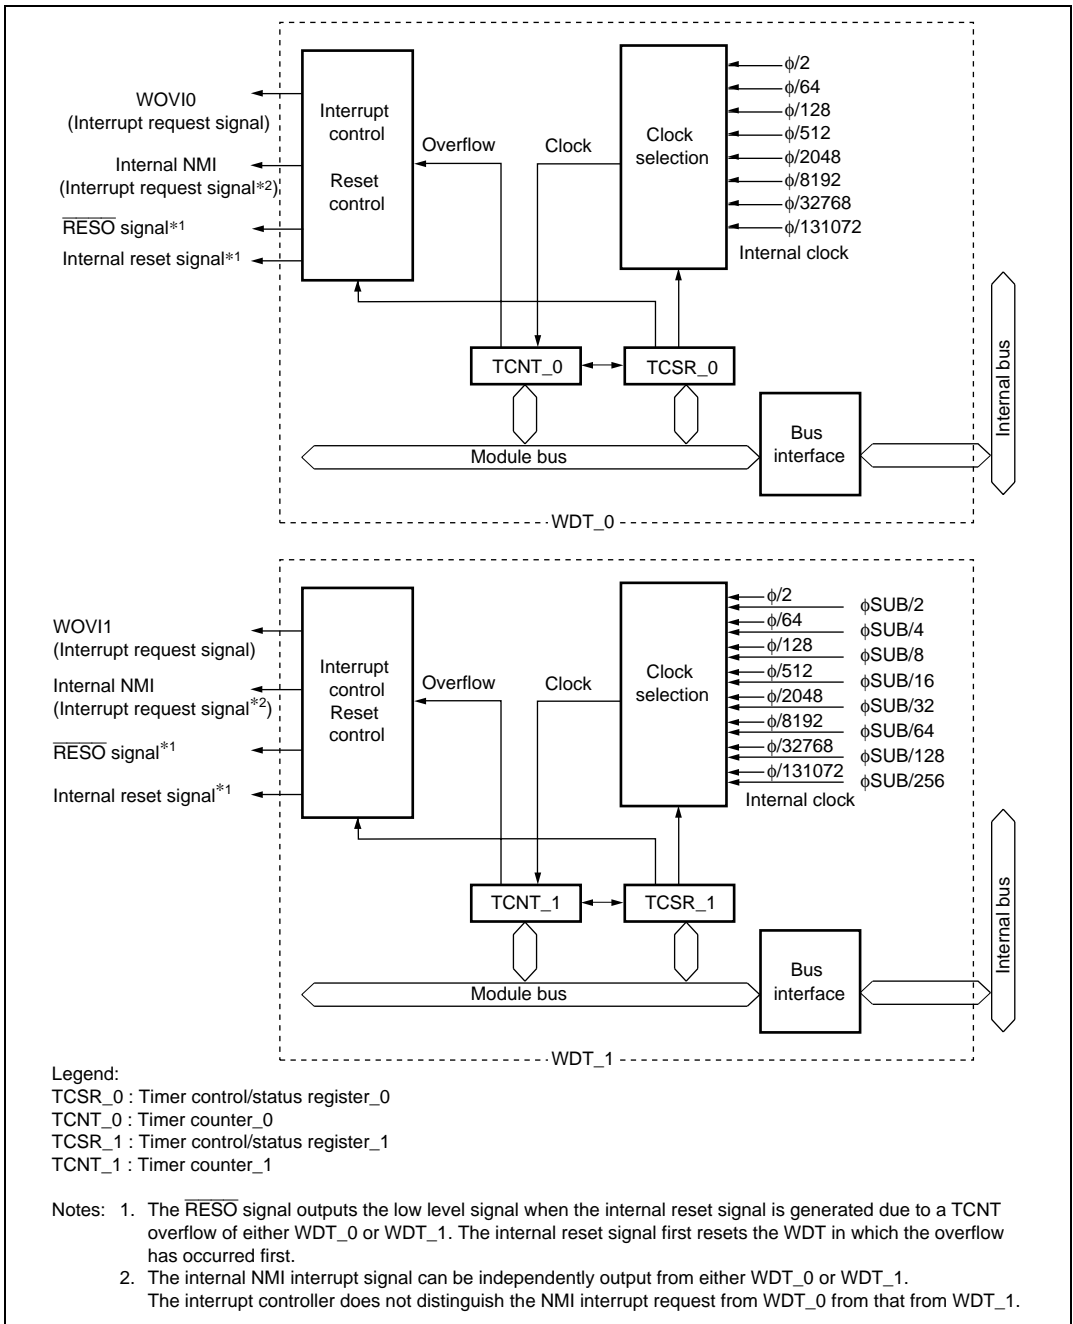 WOVI0
(Interrupt request signal)
Internal NMI
(Interrupt request signal*2)
RESO signal*1
Internal reset signal*1
Interrupt
control
Reset
control
Overflow
Clock
Clock
selection
φ/2
φ/64
φ/128
φ/512
φ/2048
φ/8192
φ/32768
φ/131072
Internal clock
TCNT_0
TCSR_0
Module bus
Bus
interface
Internal bus
WDT_0
WOVI1
(Interrupt request signal)
Internal NMI
(Interrupt request signal*2)
RESO signal*1
Internal reset signal*1
Interrupt
control
Reset
control
Overflow
Clock
Clock
selection
φ/2
φSUB/2
φ/64
φSUB/4
φ/128
φSUB/8
φ/512
φSUB/16
φ/2048
φSUB/32
φ/8192
φSUB/64
φ/32768
φSUB/128
φ/131072
φSUB/256
Internal clock
TCNT_1
TCSR_1
Module bus
Bus
interface
Internal bus
WDT_1
Legend:
TCSR_0 : Timer control/status register_0
TCNT_0 : Timer counter_0
TCSR_1 : Timer control/status register_1
TCNT_1 : Timer counter_1
Notes: 1. The RESO signal outputs the low level signal when the internal reset signal is generated due to a TCNT
overflow of either WDT_0 or WDT_1. The internal reset signal first resets the WDT in which the overflow
has occurred first.
2. The internal NMI interrupt signal can be independently output from either WDT_0 or WDT_1.
The interrupt controller does not distinguish the NMI interrupt request from WDT_0 from that from WDT_1.